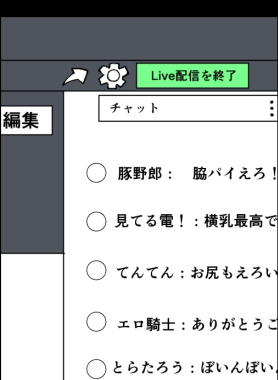 Live配信を終了
編集
チャット
豚野郎： 脇パイえろ！
見てる電！：横乳最高で
てんてん：お尻もえろい
エロ騎士：ありがとうご
とらたろう：ぼいんぼい